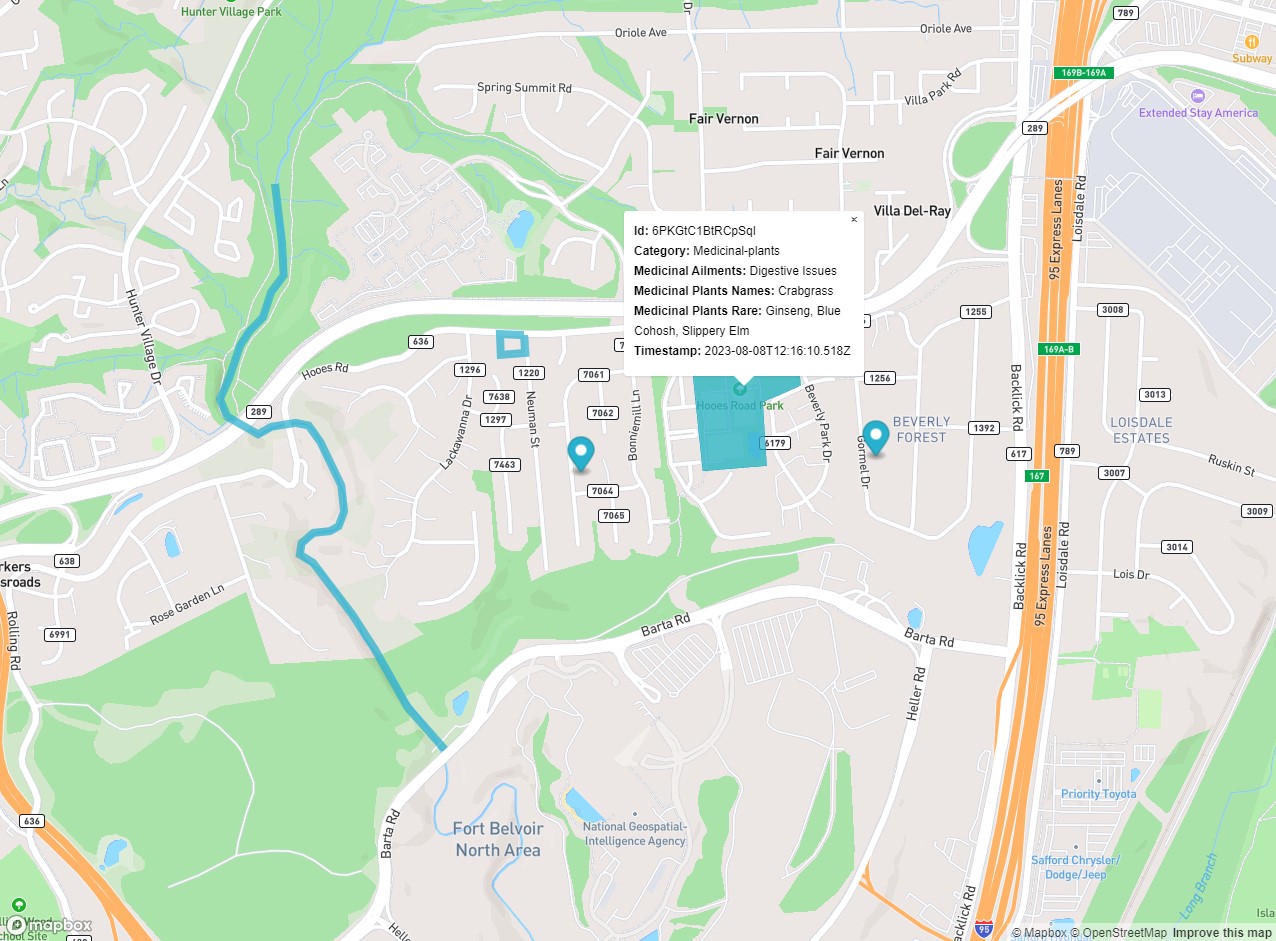 Hunter Village Park
Dr
789
Oriole Ave
Oriole Ave
Subway
169B-169A
Spring Summit Rd
Villa Park Rd
Extended Stay America
Fair Vernon
289
Fair Vernon
Ln
Villa Del-Ray
95 Express Lanes
Loisdale Rd
×
Id: 6PKGtC1BtRCpSql
Category: Medicinal-plants
Medicinal Ailments: Digestive Issues
Medicinal Plants Names: Crabgrass
Medicinal Plants Rare: Ginseng, Blue
Cohosh, Slippery Elm
Timestamp: 2023-08-08T12:16:10.518Z
Hunter Village Dr
636
1255
3008
169A-B
Hooes Rd
1296
1220
7061
1256
7638
3013
289
1297
7062
Hooes Road Park
Lackawanna Dr
Neuman St
Bonniemill Ln
Beverly Park Dr
Gormel Dr
Backlick Rd
BEVERLY
FOREST
1392
LOISDALE
ESTATES
6179
617
789
7463
167
3007
Ruskin St
7064
7065
3009
638
rkers
sroads
3014
Backlick Rd
95 Express Lanes
Loisdale Rd
Lois Dr
Rose Garden Ln
Rolling Rd
6991
Barta Rd
Barta Rd
Heller Rd
Priority Toyota
636
Barta Rd
Fort Belvoir
North Area
National Geospatial-
Intelligence Agency
Safford Chrysler/
Dodge/Jeep
Long Branch
Backlick Rd
95
Isla
chool Site
mapbox
Helle
© Mapbox © OpenStreetMap Improve this map